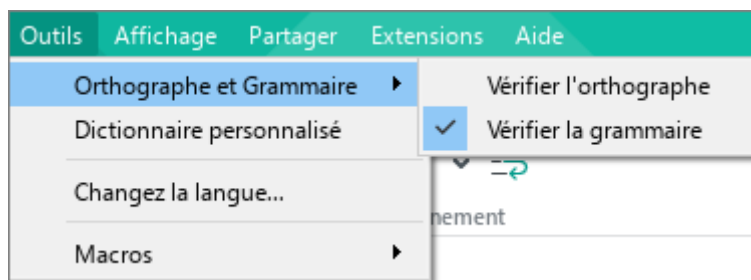 Outils Affichage Partager Extensions Aide
Orthographe et Grammaire
Vérifier l'orthographe
Dictionnaire personnalisé
Vérifier la grammaire
Changez la langue...
nement
Macros